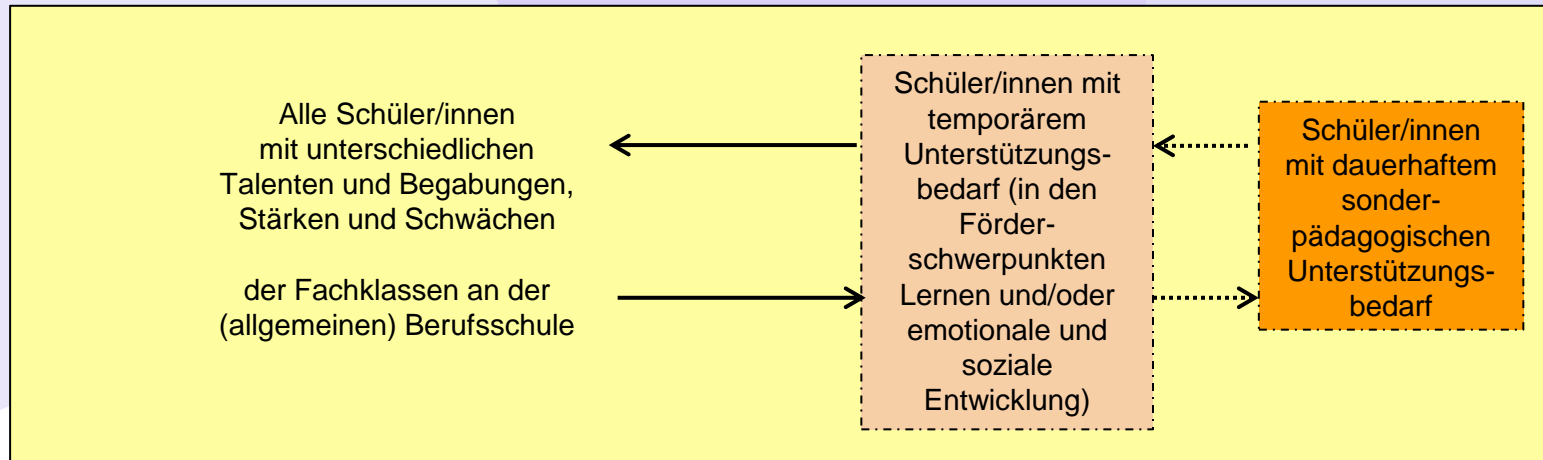 Alle Schüler/innen
mit unterschiedlichen
Talenten und Begabungen,
Stärken und Schwächen
der Fachklassen an der
(allgemeinen) Berufsschule
Schüler/innen mit
temporärem
Unterstützungs-
bedarf (in den
Förder-
schwerpunkten
Lernen und/oder
emotionale und
soziale
Entwicklung)
Schüler/innen
mit dauerhaftem
sonder-
pädagogischen
Unterstützungs-
bedarf